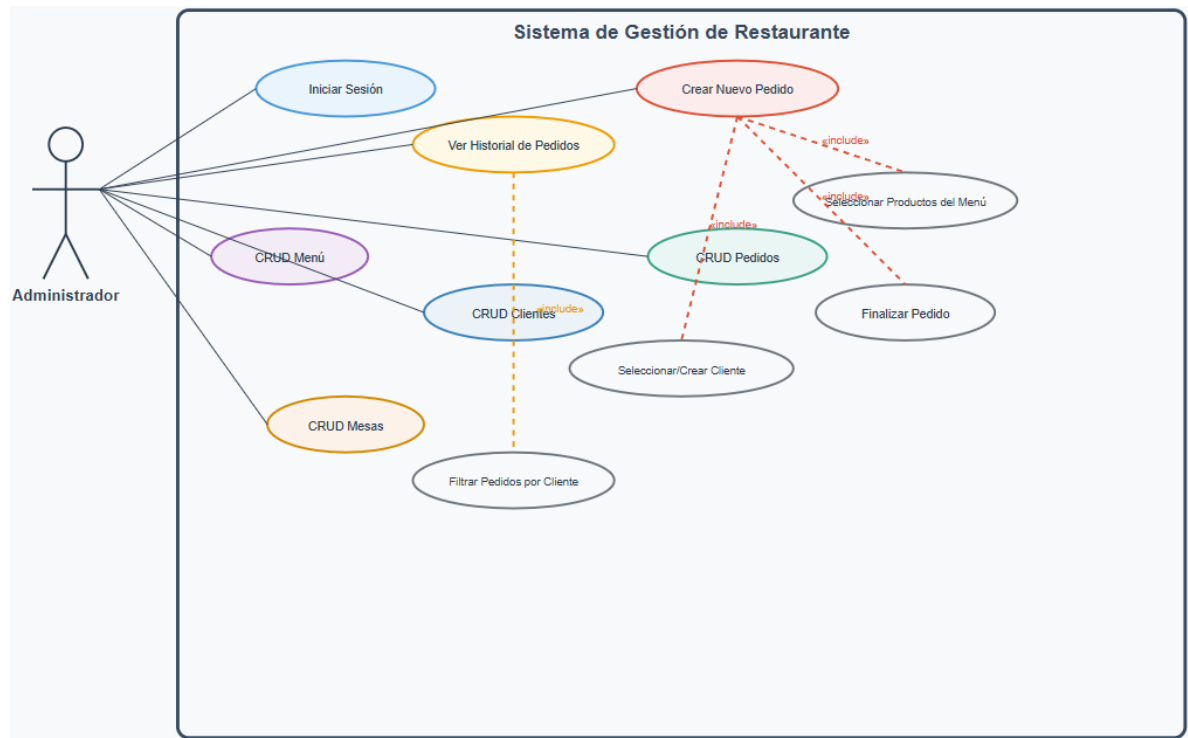 Sistema de Gestión de Restaurante
Iniciar Sesión
Crear Nuevo Pedido
Ver Historial de Pedidos
«include»
Seleccionar Productos del Menú
«include»
«include»
CRUD Menú
CRUD Pedidos
Administrador
CRUD Clientes
«include»
Finalizar Pedido
Seleccionar/Crear Cliente
CRUD Mesas
Filtrar Pedidos por Cliente